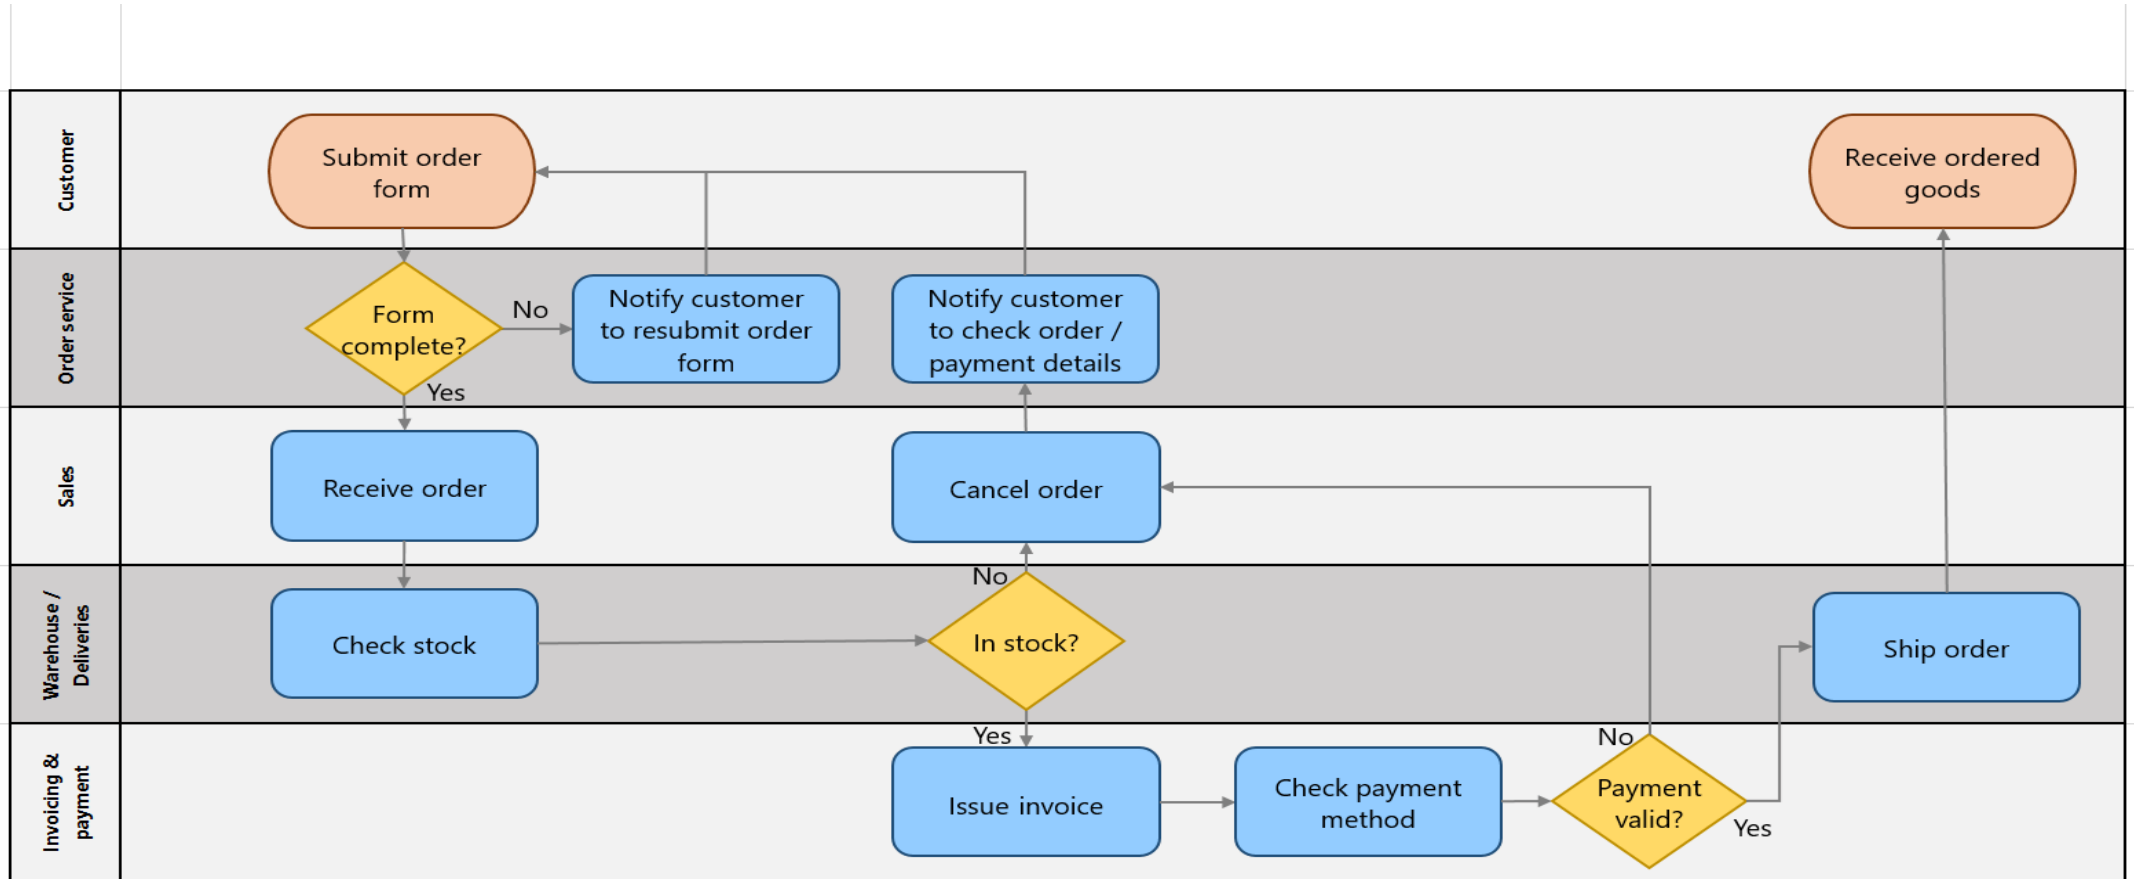 Customer
Submit order
form
Receive ordered
goods
Order service
Form
complete?
No
Yes
Notify customer
to resubmit order
form
Notify customer
to check order /
payment details
Sales
Receive order
Cancel order
Warehouse /
Deliveries
Check stock
No
In stock?
Yes
Ship order
Invoicing &
payment
Issue invoice
Check payment
method
No
Payment
valid?
Yes